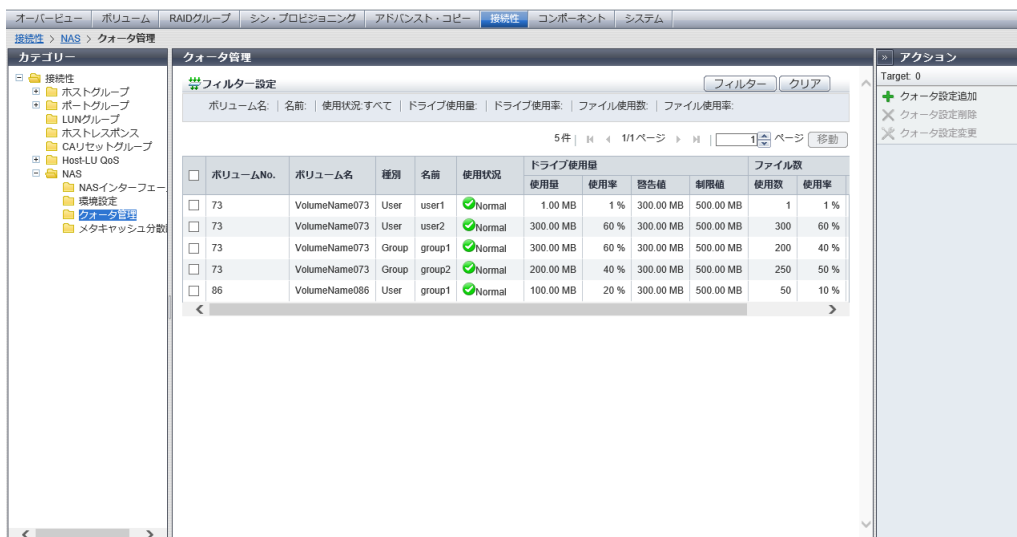 オーバービュー ボリューム RAIDグループ シン・プロビジョニング アドバンスト・コピー 接続性 コンポーネント システム
接続性 > NAS > クォータ管理
カテゴリー
接続性
ホストグループ
ポートグループ
LUNグループ
ホストレスポンス
CAリセットグループ
Host-LU QoS
NAS
NASインターフェー
環境設定
クォータ管理
メタキャッシュ分散
クォータ管理
フィルター設定 フィルター クリア
ボリューム名: | 名前: | 使用状況:すべて | ドライブ使用量: | ドライブ使用率: | ファイル使用数: | ファイル使用率:
5件 | 1/1ページ | 1 ページ 移動
ボリュームNo. ボリューム名 種別 名前 使用状況 ドライブ使用量 ファイル数
使用量 使用率 警告値 制限値 使用数 使用率
73 VolumeName073 User user1 Normal 1.00 MB 1 % 300.00 MB 500.00 MB 1 1 %
73 VolumeName073 User user2 Normal 300.00 MB 60 % 300.00 MB 500.00 MB 300 60 %
73 VolumeName073 Group group1 Normal 300.00 MB 60 % 300.00 MB 500.00 MB 200 40 %
73 VolumeName073 Group group2 Normal 200.00 MB 40 % 300.00 MB 500.00 MB 250 50 %
86 VolumeName086 User group1 Normal 100.00 MB 20 % 300.00 MB 500.00 MB 50 10 %
» アクション
Target: 0
クォータ設定追加
クォータ設定削除
クォータ設定変更